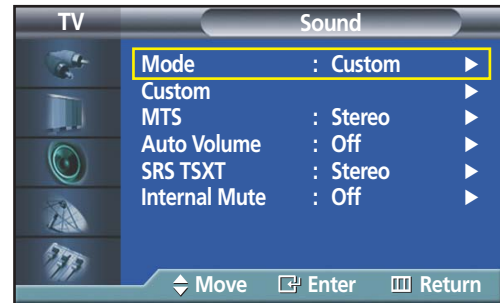 TV Sound
Mode : Custom
Custom
MTS : Stereo
Auto Volume : Off
SRS TSXT : Stereo
Internal Mute : Off
Move Enter Return